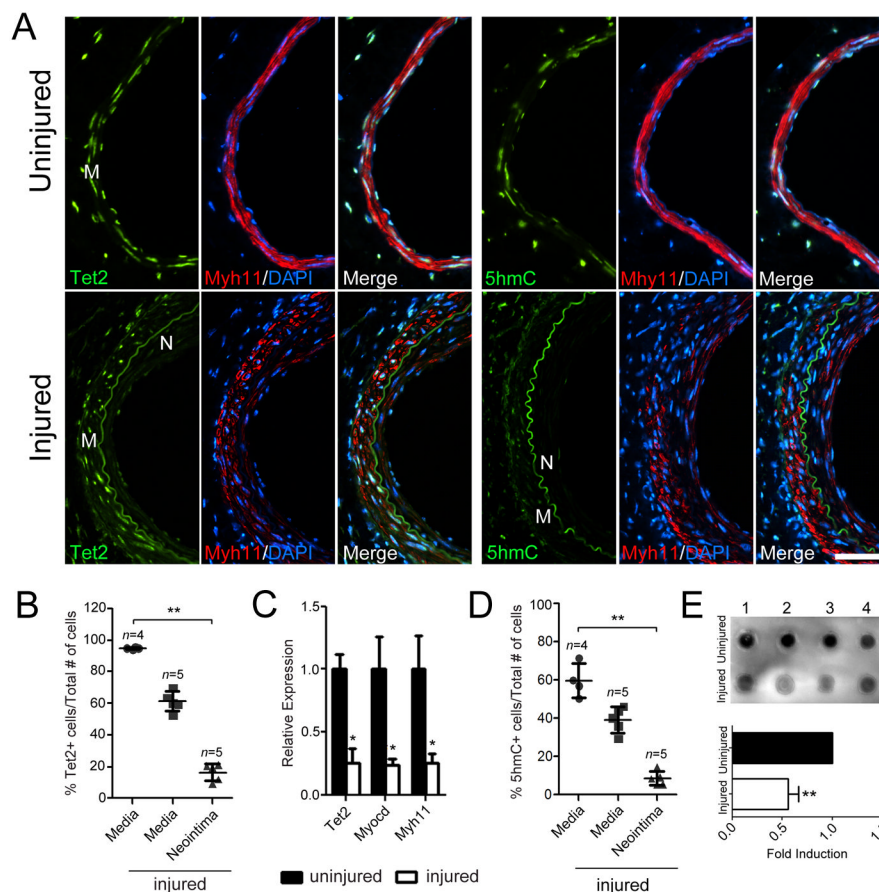 A
Uninjured
M
Tet2
Myh11/DAPI
Merge
5hmC
Mhy11/DAPI
Merge
Injured
N
M
Tet2
Myh11/DAPI
Merge
N
M
5hmC
Myh11/DAPI
Merge
B
% Tet2+ cells/Total # of cells
120
100
80
60
40
20
0
**
n=4
n=5
n=5
Media
Media
Neointima
injured
C
Relative Expression
1.5
1.0
0.5
0.0
*
*
*
Tet2
Myocd
Myh11
uninjured
injured
D
% 5hmC+ cells/Total # of cells
100
80
60
40
20
0
**
n=4
n=5
n=5
Media
Media
Neointima
injured
E
1 2 3 4
Uninjured
Injured
Uninjured
Injured
**
0.0 0.5 1.0
Fold Induction